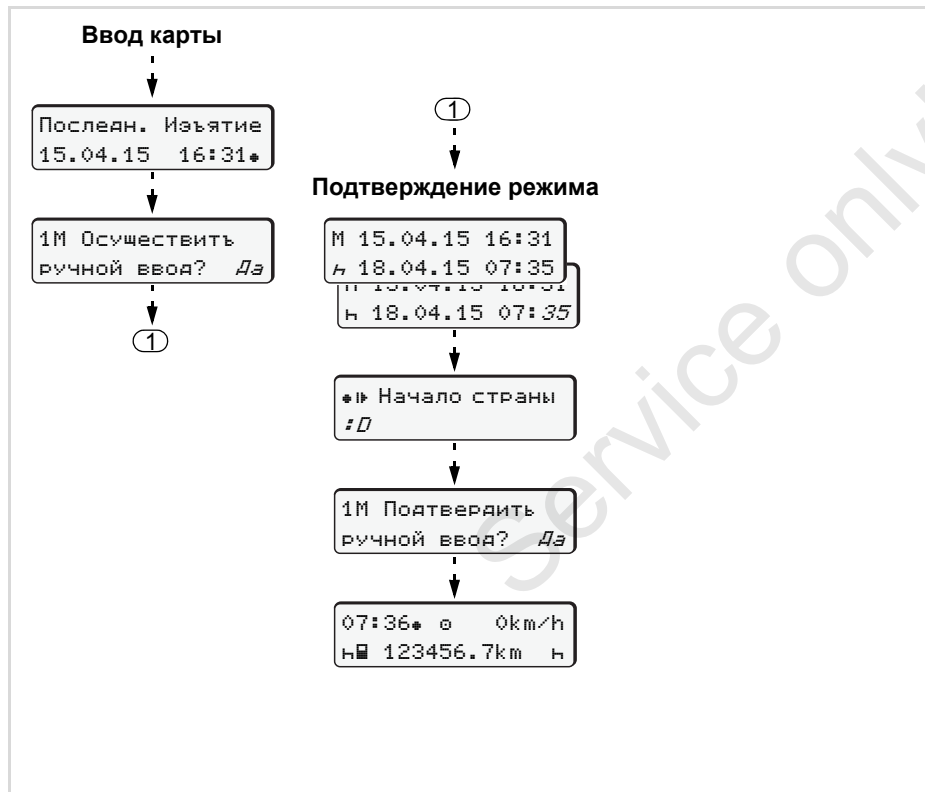 Ввод карты
Последн. Изъятие
15.04.15 16:31
1M Осуществить
ручной ввод? Да
1
1
Подтверждение режима
M 15.04.15 16:31
18.04.15 07:35
18.04.15 07:35
Начало страны
:D
1M Подтвердить
ручной ввод? Да
07:36 0km/h
123456.7km
Service only